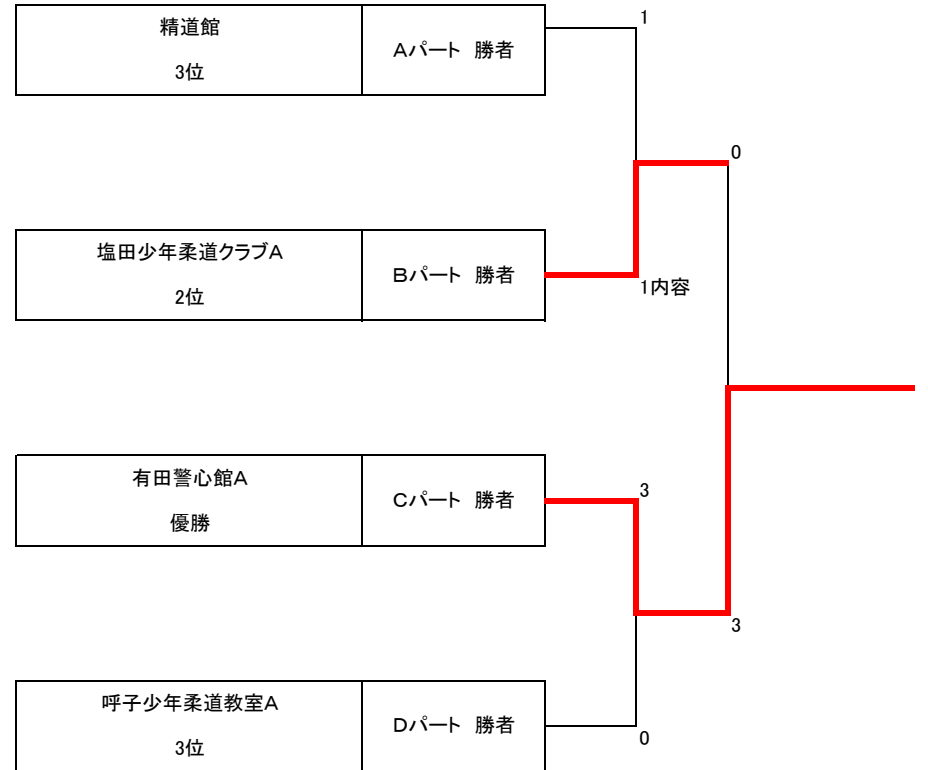 精道館
3位
Aパート 勝者
1
0
塩田少年柔道クラブA
2位
Bパート 勝者
1内容
有田警心館A
優勝
Cパート 勝者
3
3
呼子少年柔道教室A
3位
Dパート 勝者
0